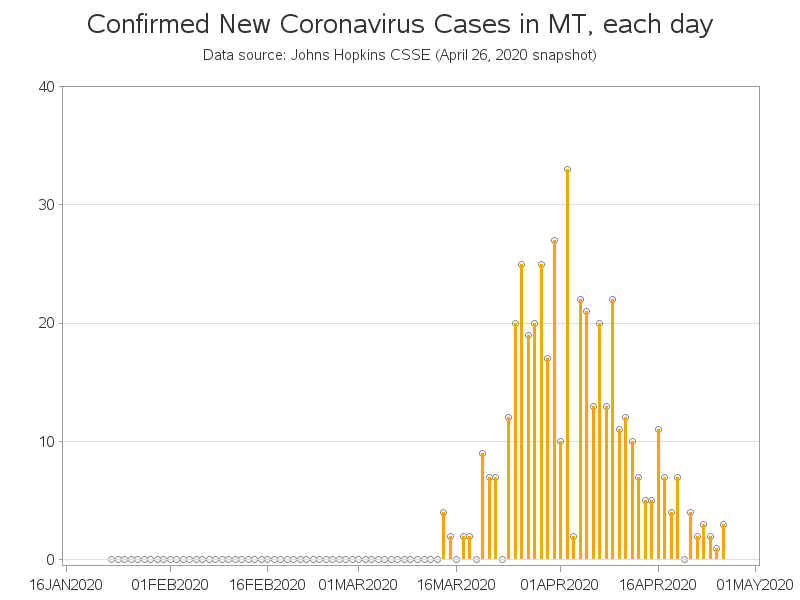 Confirmed New Coronavirus Cases in MT, each day
Data source: Johns Hopkins CSSE (April 26, 2020 snapshot)
40
30
20
10
0
16JAN2020 01FEB2020 16FEB2020 01MAR2020 16MAR2020 01APR2020 16APR2020 01MAY2020